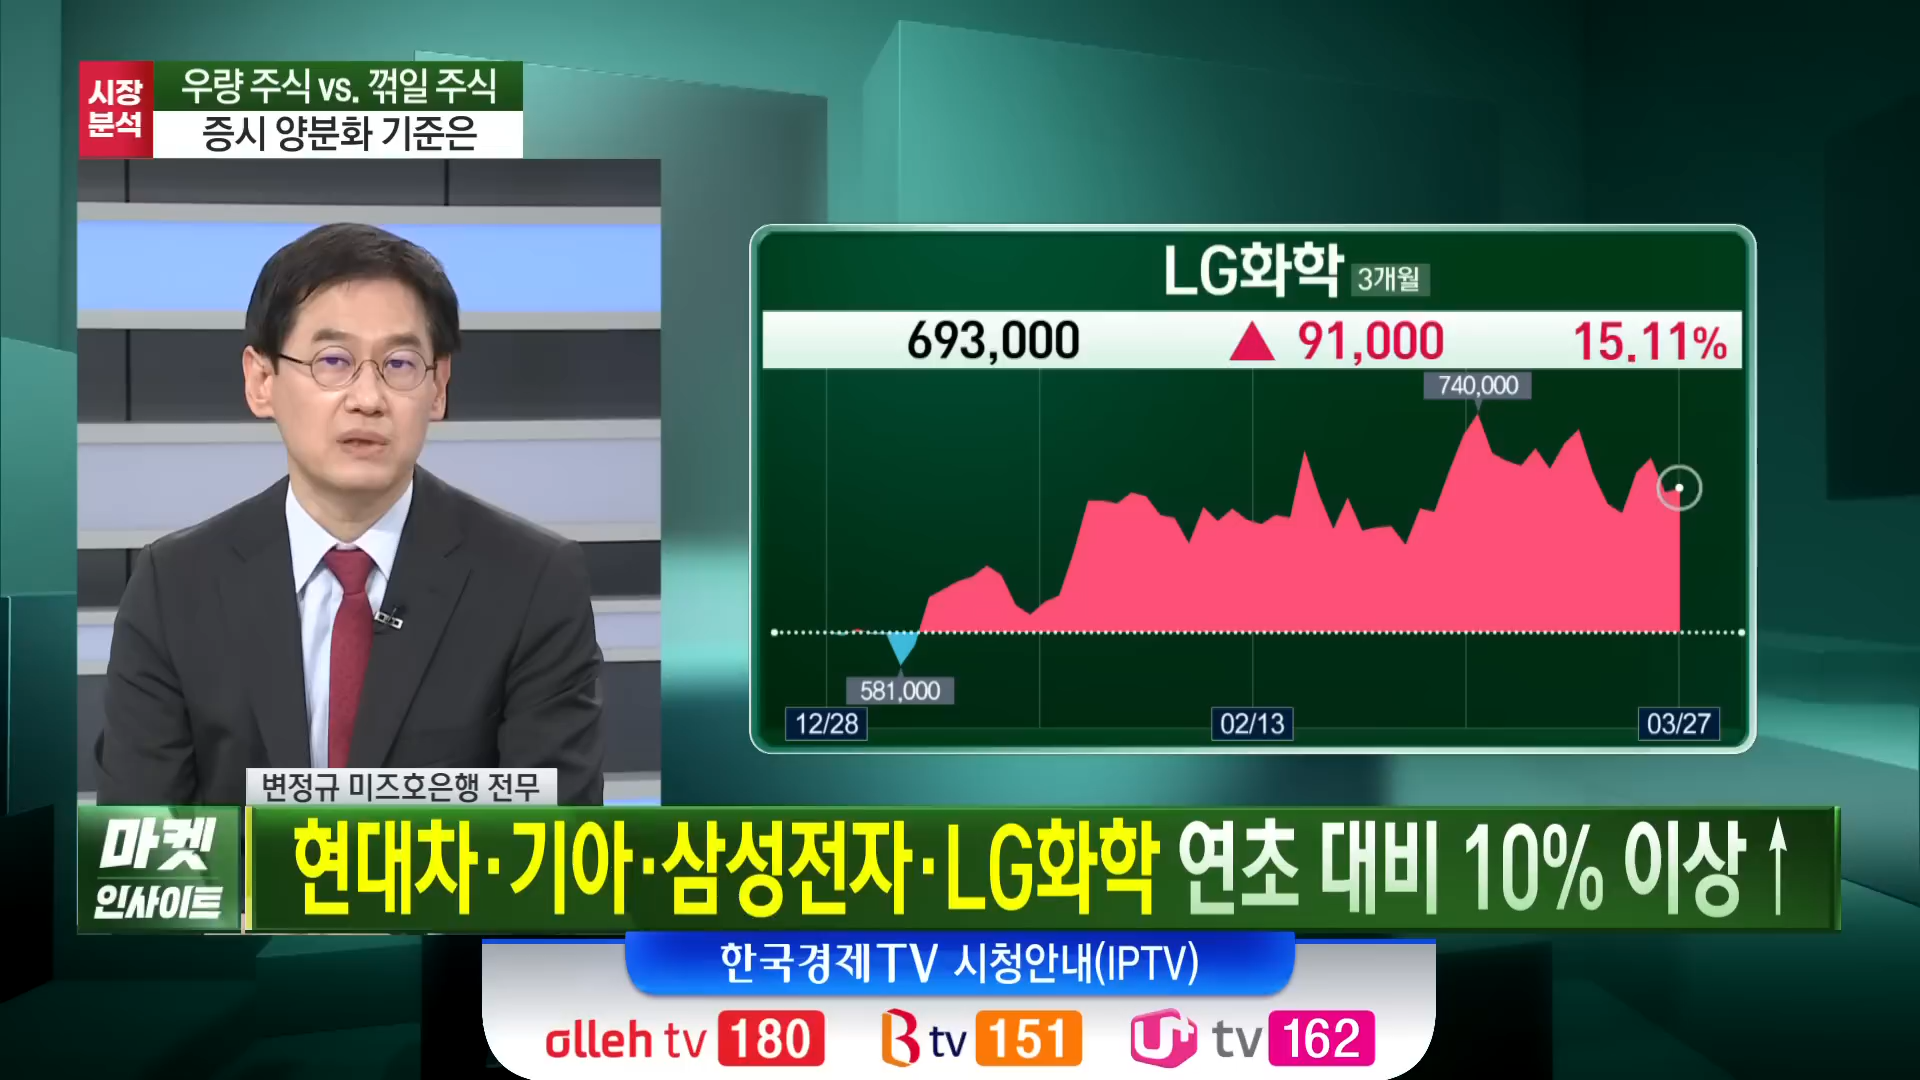 시장
분석
우량 주식 vs. 꺾일 주식
증시 양분화 기준은
LG화학 3개월
693,000 ▲ 91,000 15.11%
740,000
581,000
12/28 02/13 03/27
변정규 미즈호은행 전무
마켓
인사이트
현대차·기아·삼성전자·LG화학 연초 대비 10% 이상↑
한국경제TV 시청안내(IPTV)
olleh tv 180 B tv 151 U+ tv 162